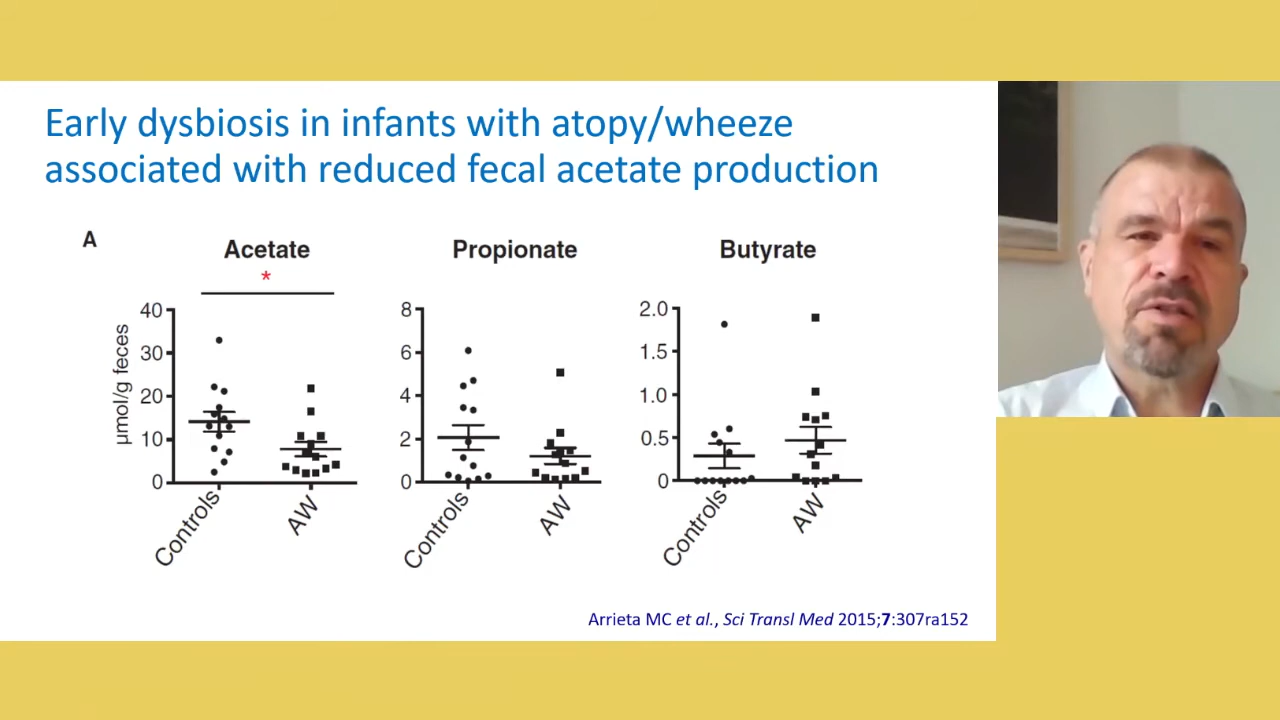 Early dysbiosis in infants with atopy/wheeze
associated with reduced fecal acetate production
A
Acetate
*
µmol/g feces
40
30
20
10
0
Controls
AW
Propionate
8
6
4
2
0
Controls
AW
Butyrate
2.0
1.5
1.0
0.5
0
Controls
AW
Arrieta MC et al., Sci Transl Med 2015;7:307ra152